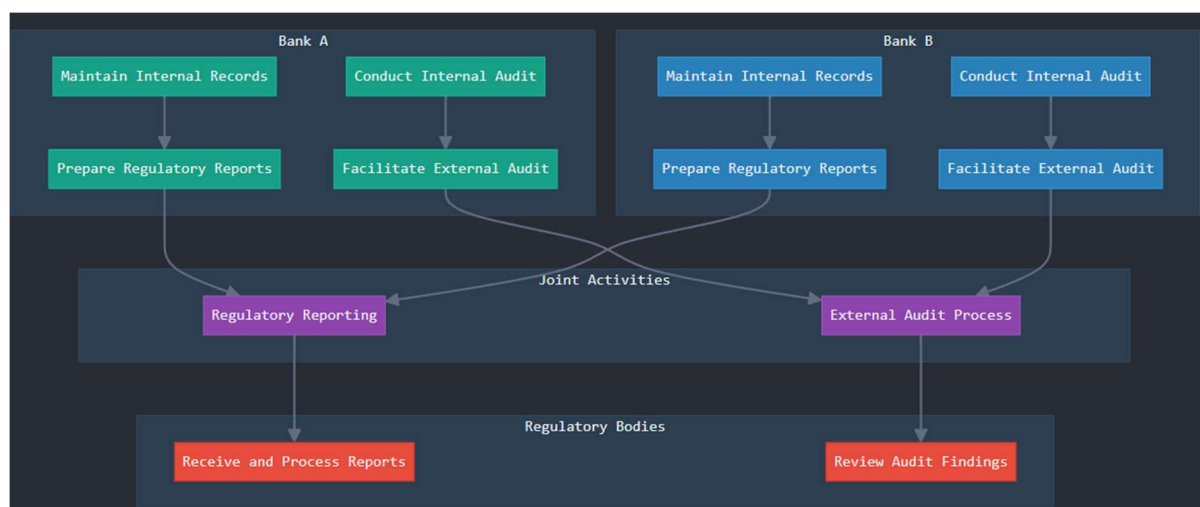 Bank A
Bank B
Maintain Internal Records
Conduct Internal Audit
Maintain Internal Records
Conduct Internal Audit
Prepare Regulatory Reports
Facilitate External Audit
Prepare Regulatory Reports
Facilitate External Audit
Joint Activities
Regulatory Reporting
External Audit Process
Regulatory Bodies
Receive and Process Reports
Review Audit Findings